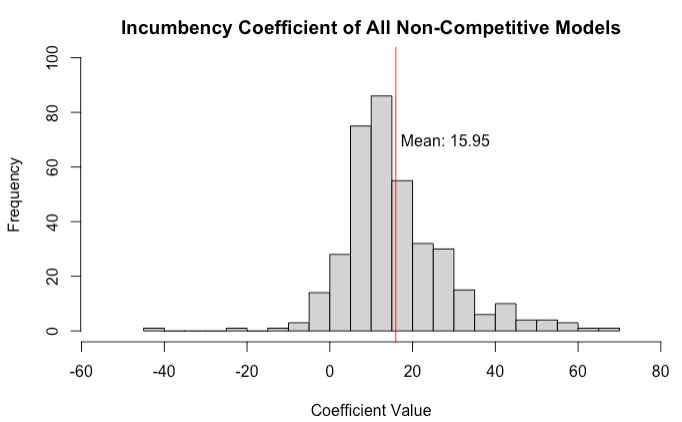 Incumbency Coefficient of All Non-Competitive Models
Frequency
100
80
60
40
20
0
Mean: 15.95
-60 -40 -20 0 20 40 60 80
Coefficient Value